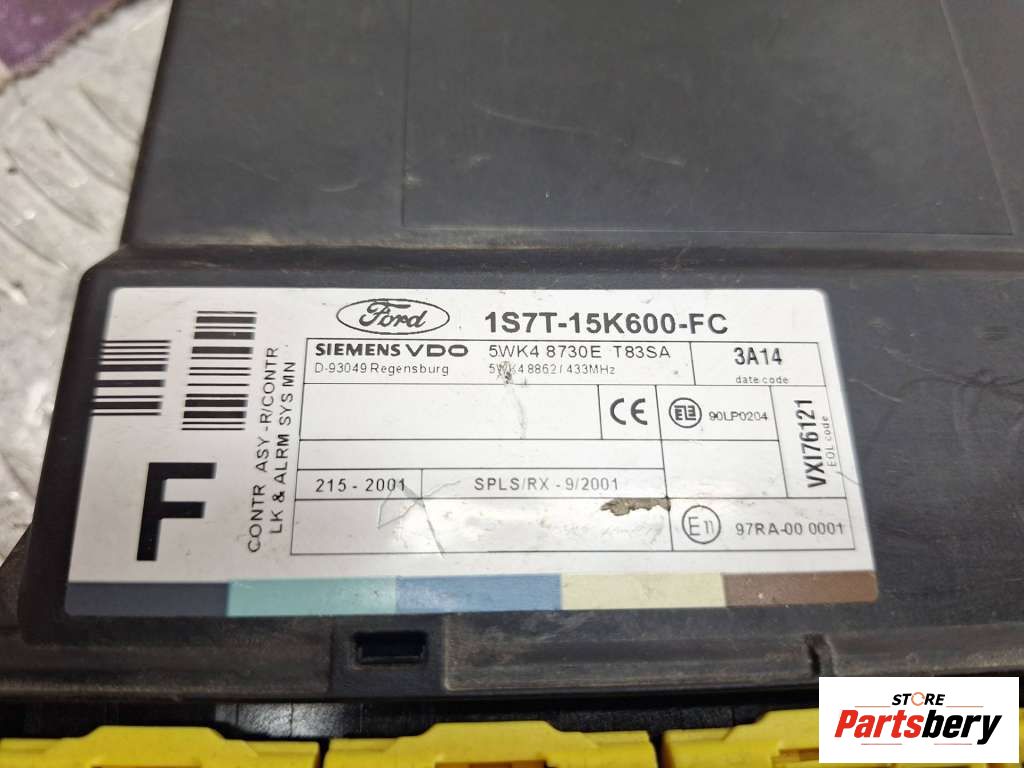 Ford
1S7T-15K600-FC
SIEMENS VDO
5WK4 8730E T83SA
D-93049 Regensburg
5WK4 8862 / 433MHz
3A14
date code
CE
90LP0204
VXI76121
EOL code
215 - 2001
SPLS/RX - 9/2001
E11
97RA-00 0001
F
CONTR ASY -R/CONTR
LK & ALRM SYS MN
STORE
Partsbery